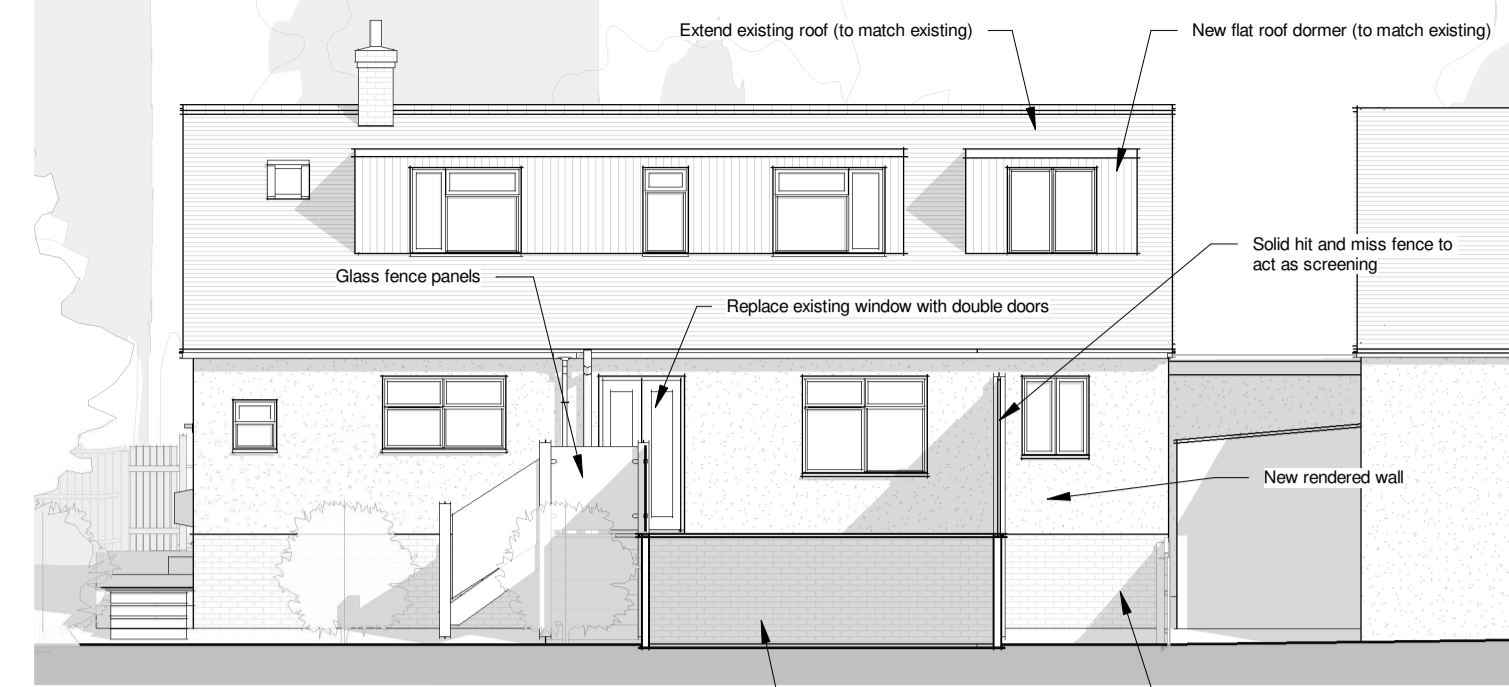 Extend existing roof (to match existing)
New flat roof dormer (to match existing)
Solid hit and miss fence to
act as screening
Glass fence panels
Replace existing window with double doors
New rendered wall